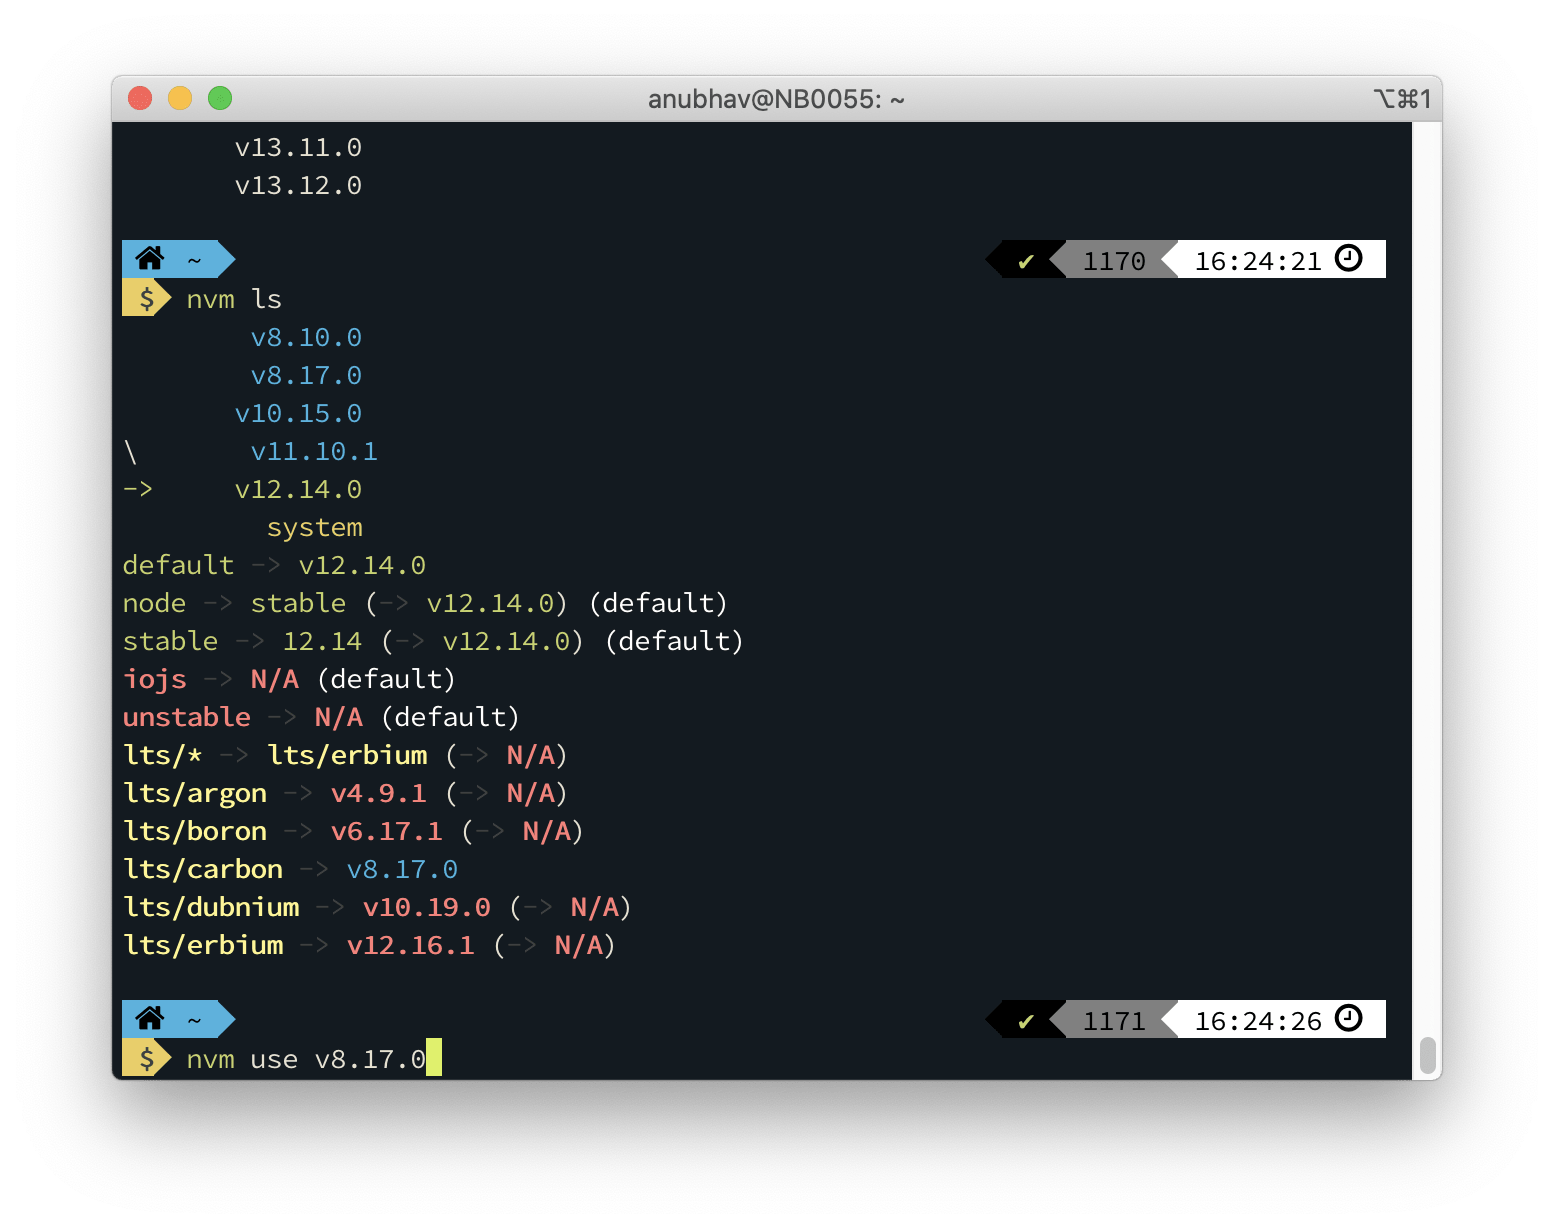 anubhav@NB0055: ~ ⌥⌘1
v13.11.0
v13.12.0
~ ✔ 1170 16:24:21
$ nvm ls
v8.10.0
v8.17.0
v10.15.0
\ v11.10.1
-> v12.14.0
system
default -> v12.14.0
node -> stable (-> v12.14.0) (default)
stable -> 12.14 (-> v12.14.0) (default)
iojs -> N/A (default)
unstable -> N/A (default)
lts/* -> lts/erbium (-> N/A)
lts/argon -> v4.9.1 (-> N/A)
lts/boron -> v6.17.1 (-> N/A)
lts/carbon -> v8.17.0
lts/dubnium -> v10.19.0 (-> N/A)
lts/erbium -> v12.16.1 (-> N/A)
~ ✔ 1171 16:24:26
$ nvm use v8.17.0